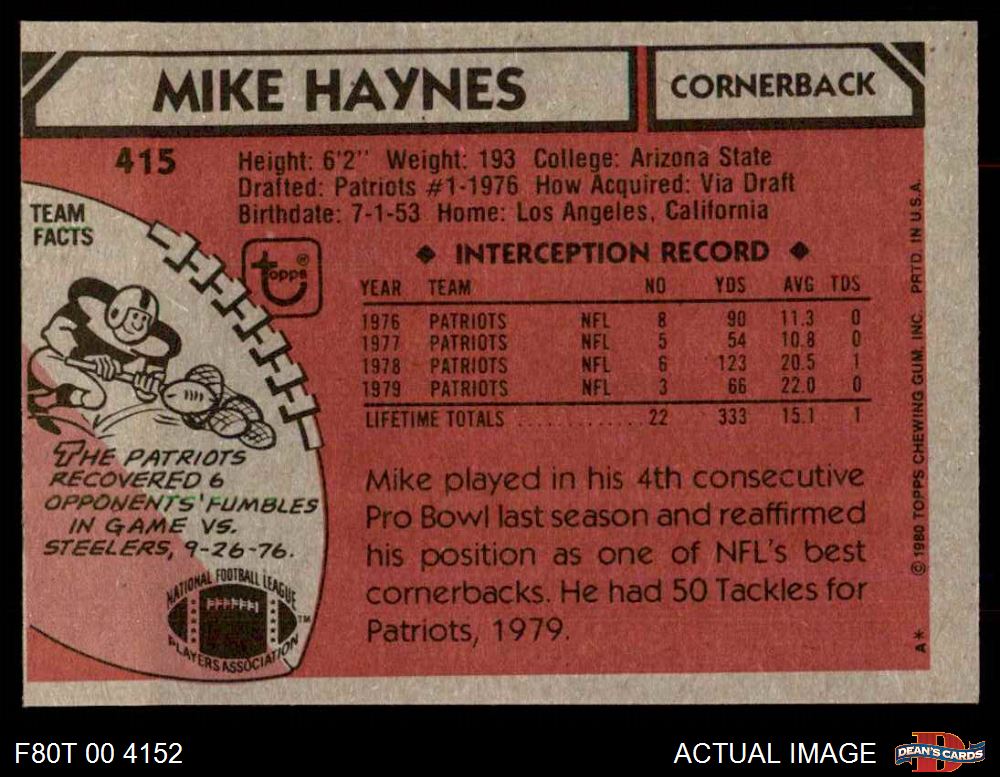 MIKE HAYNES
CORNERBACK
415
Height: 6'2" Weight: 193 College: Arizona State
Drafted: Patriots #1-1976 How Acquired: Via Draft
Birthdate: 7-1-53 Home: Los Angeles, California
TEAM
FACTS
topps ®
◆ INTERCEPTION RECORD ◆
YEAR TEAM NO YDS AVG TDS
1976 PATRIOTS NFL 8 90 11.3 0
1977 PATRIOTS NFL 5 54 10.8 0
1978 PATRIOTS NFL 6 123 20.5 1
1979 PATRIOTS NFL 3 66 22.0 0
LIFETIME TOTALS ............ 22 333 15.1 1
THE PATRIOTS
RECOVERED 6
OPPONENTS' FUMBLES
IN GAME VS.
STEELERS, 9-26-76.
NATIONAL FOOTBALL LEAGUE
PLAYERS ASSOCIATION
TM
Mike played in his 4th consecutive
Pro Bowl last season and reaffirmed
his position as one of NFL's best
cornerbacks. He had 50 Tackles for
Patriots, 1979.
A* © 1980 TOPPS CHEWING GUM, INC. PRTD. IN U.S.A.
F80T 00 4152
ACTUAL IMAGE
D
DEAN'S CARDS